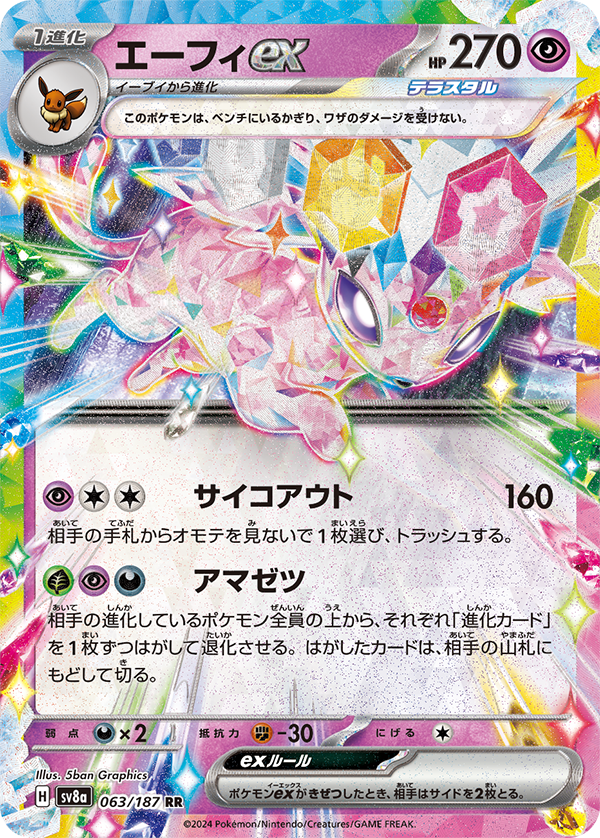 1進化
エーフィex
HP270
イーブイから進化
テラスタル
このポケモンは、ベンチにいるかぎり、ワザのダメージを受けない。
サイコアウト 160
相手の手札からオモテを見ないで1枚選び、トラッシュする。
アマゼツ
相手の進化しているポケモン全員の上から、それぞれ「進化カード」
を1枚ずつはがして退化させる。はがしたカードは、相手の山札に
もどして切る。
弱点 ×2 抵抗力 -30 にげる
exルール
ポケモンexがきぜつしたとき、相手はサイドを2枚とる。
Illus. 5ban Graphics
H sv8a 063/187 RR
©2024 Pokémon/Nintendo/Creatures/GAME FREAK.